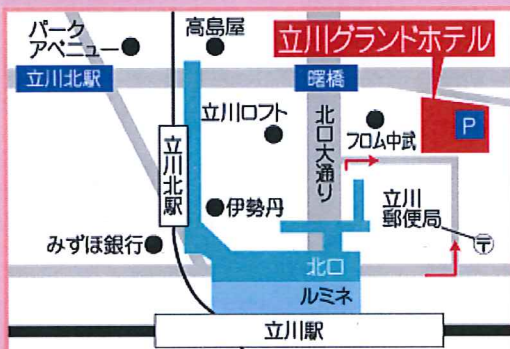 パーク
アベニュー
高島屋
立川グランドホテル
立川北駅
曙橋
P
立川ロフト
北口大通り
フロム中武
立川北駅
伊勢丹
立川
郵便局
〒
みずほ銀行
北口
ルミネ
立川駅